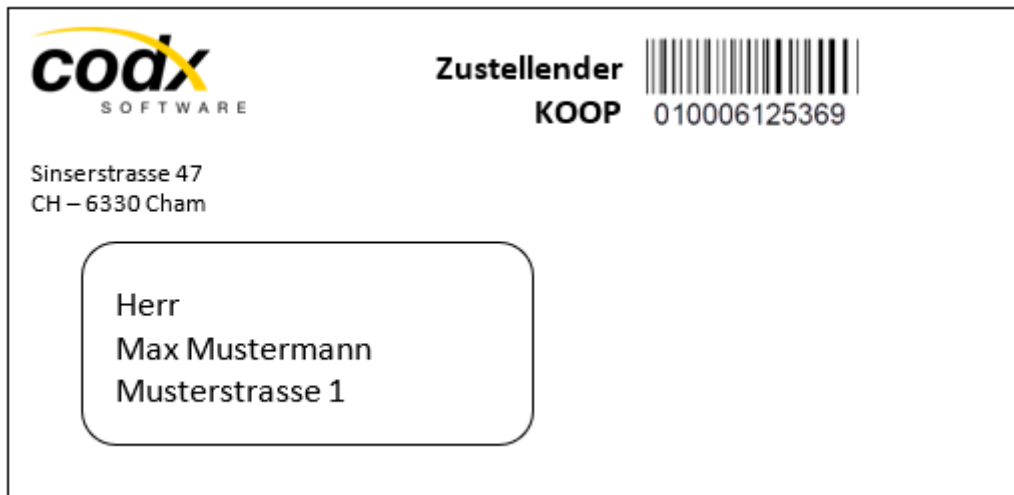 codx
SOFTWARE
Zustellender
KOOP
010006125369
Sinserstrasse 47
CH – 6330 Cham
Herr
Max Mustermann
Musterstrasse 1